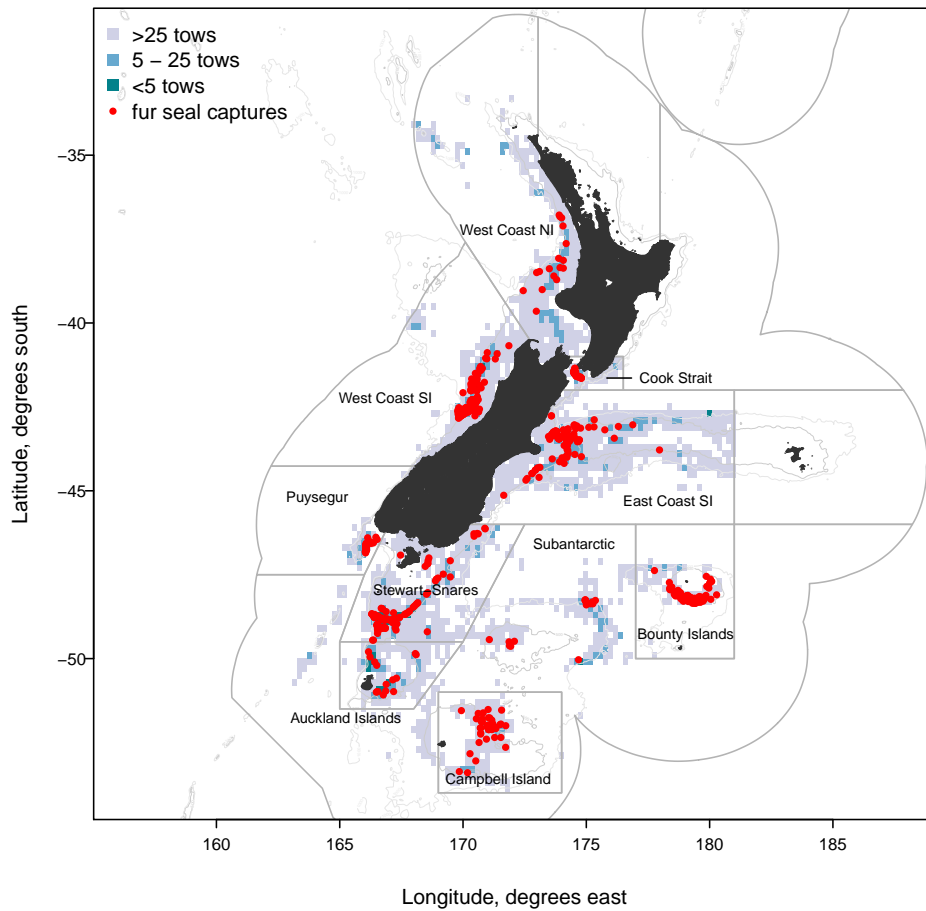 >25 tows
5 – 25 tows
<5 tows
fur seal captures
−35
West Coast NI
−40
Cook Strait
West Coast SI
−45
Puysegur
East Coast SI
Subantarctic
Stewart−Snares
Bounty Islands
−50
Auckland Islands
Campbell Island
Latitude, degrees south
160
165
170
175
180
185
Longitude, degrees east